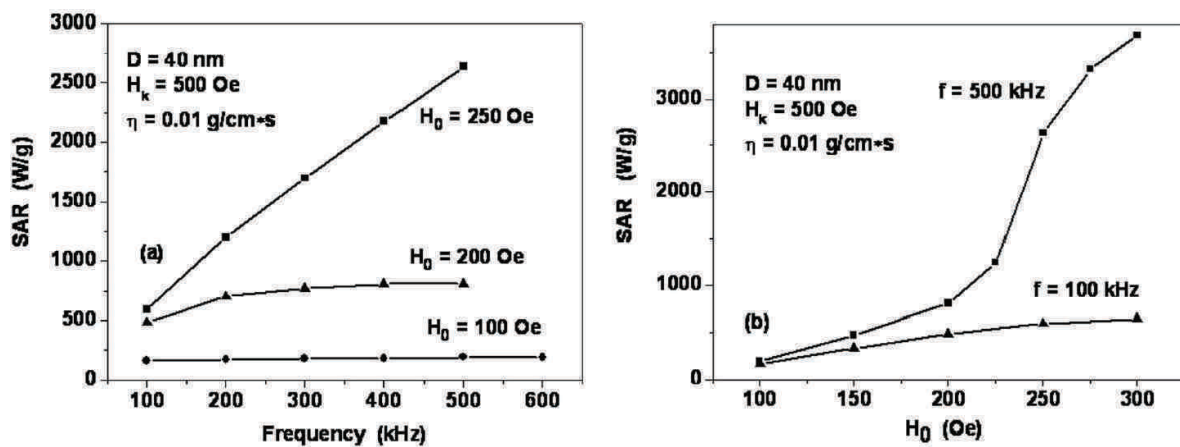 3000
2500
2000
1500
1000
500
0
SAR (W/g)
D = 40 nm
H_k = 500 Oe
η = 0.01 g/cm∗s
H_0 = 250 Oe
(a)
H_0 = 200 Oe
H_0 = 100 Oe
100 200 300 400 500 600
Frequency (kHz)
3000
2000
1000
0
SAR (W/g)
D = 40 nm
H_k = 500 Oe
η = 0.01 g/cm∗s
f = 500 kHz
f = 100 kHz
(b)
100 150 200 250 300
H_0 (Oe)